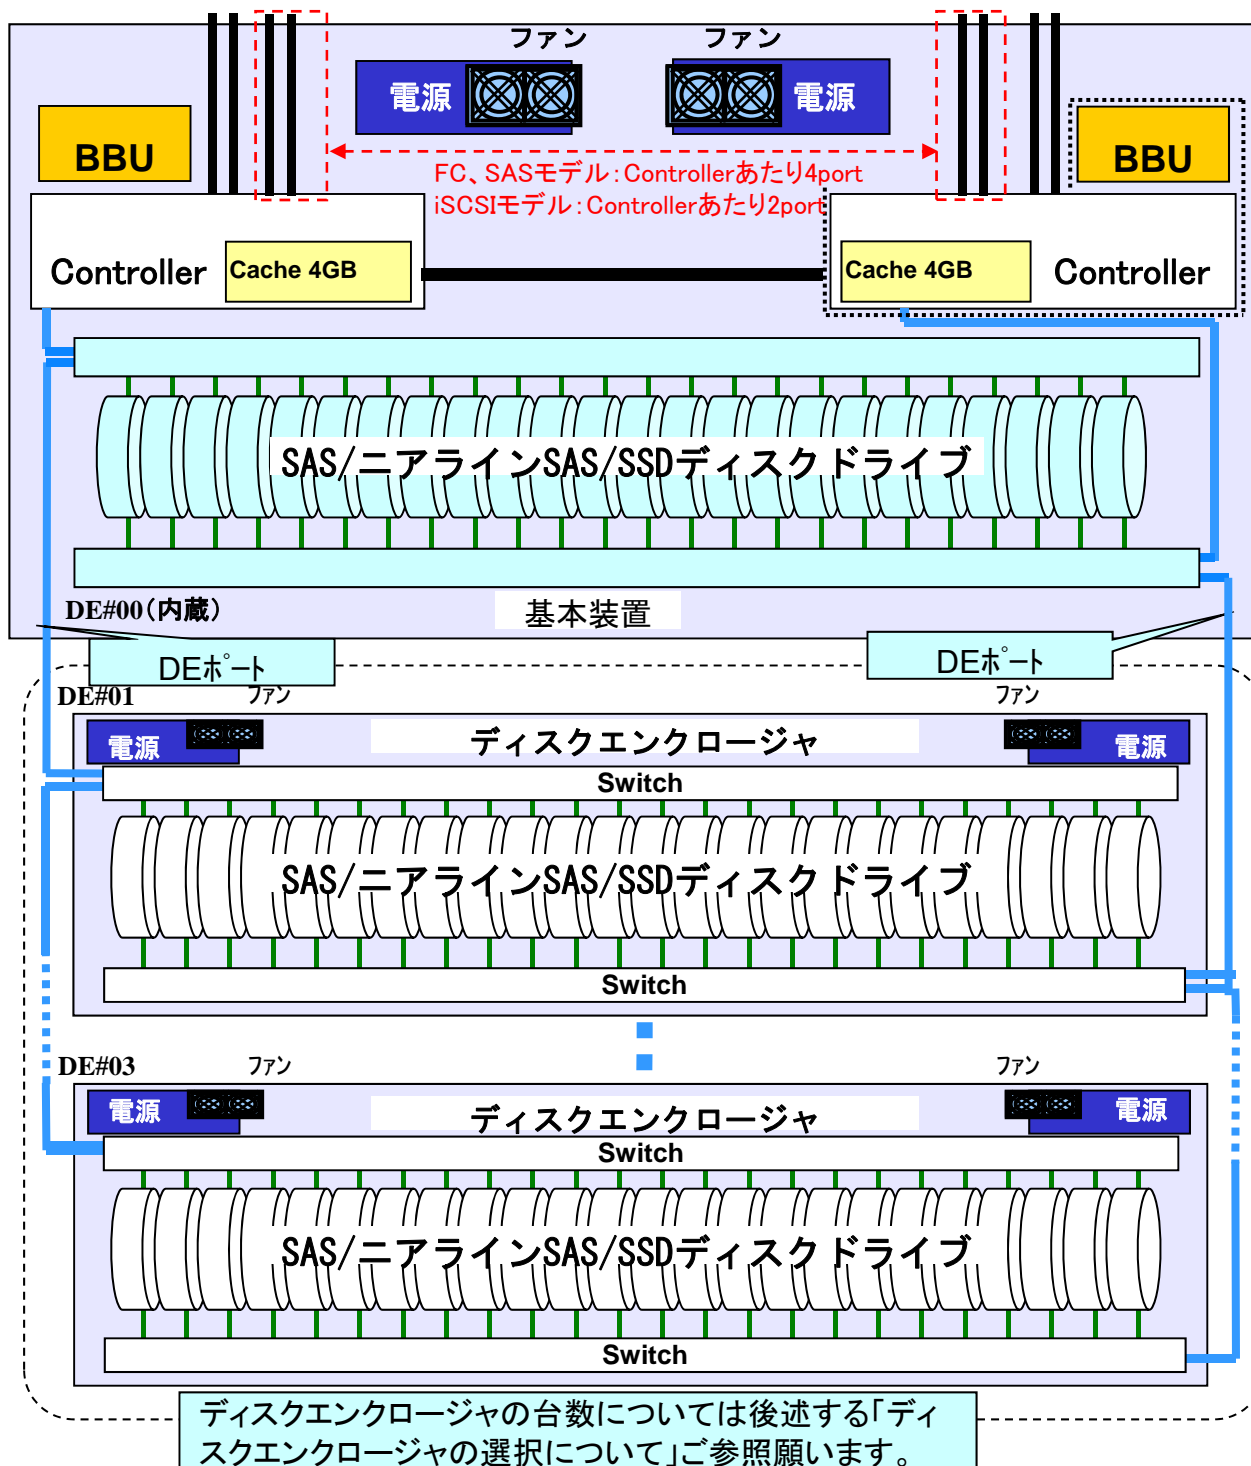 ファン ファン
電源 電源
BBU BBU
FC、SASモデル：Controllerあたり4port
iSCSIモデル：Controllerあたり2port
Controller Cache 4GB Cache 4GB Controller
SAS/ニアラインSAS/SSDディスクドライブ
DE#00（内蔵） 基本装置
DEポート DEポート
DE#01 ファン ファン
電源 ディスクエンクロージャ 電源
Switch
SAS/ニアラインSAS/SSDディスクドライブ
Switch
DE#03 ファン ファン
電源 ディスクエンクロージャ 電源
Switch
SAS/ニアラインSAS/SSDディスクドライブ
Switch
ディスクエンクロージャの台数については後述する「ディ
スクエンクロージャの選択について」ご参照願います。